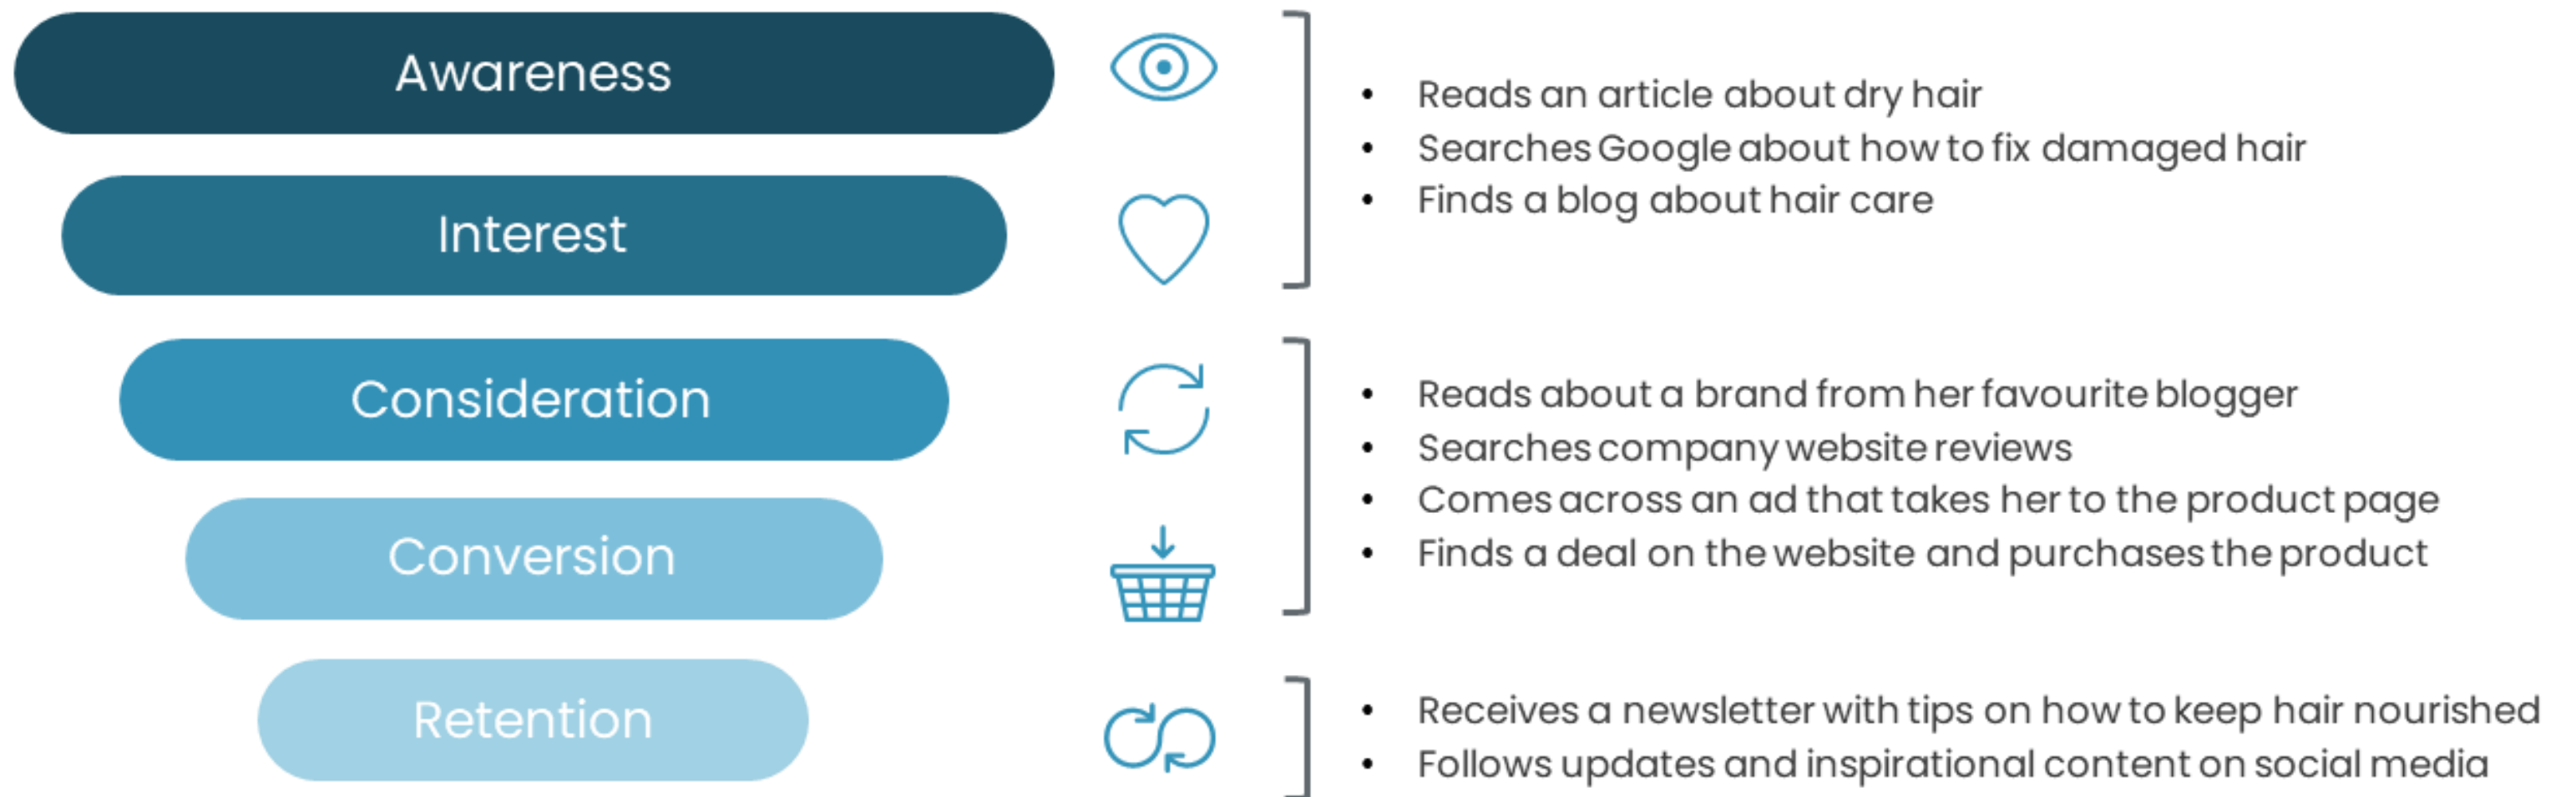 Awareness
Interest
Consideration
Conversion
Retention
• Reads an article about dry hair
• Searches Google about how to fix damaged hair
• Finds a blog about hair care
• Reads about a brand from her favourite blogger
• Searches company website reviews
• Comes across an ad that takes her to the product page
• Finds a deal on the website and purchases the product
• Receives a newsletter with tips on how to keep hair nourished
• Follows updates and inspirational content on social media